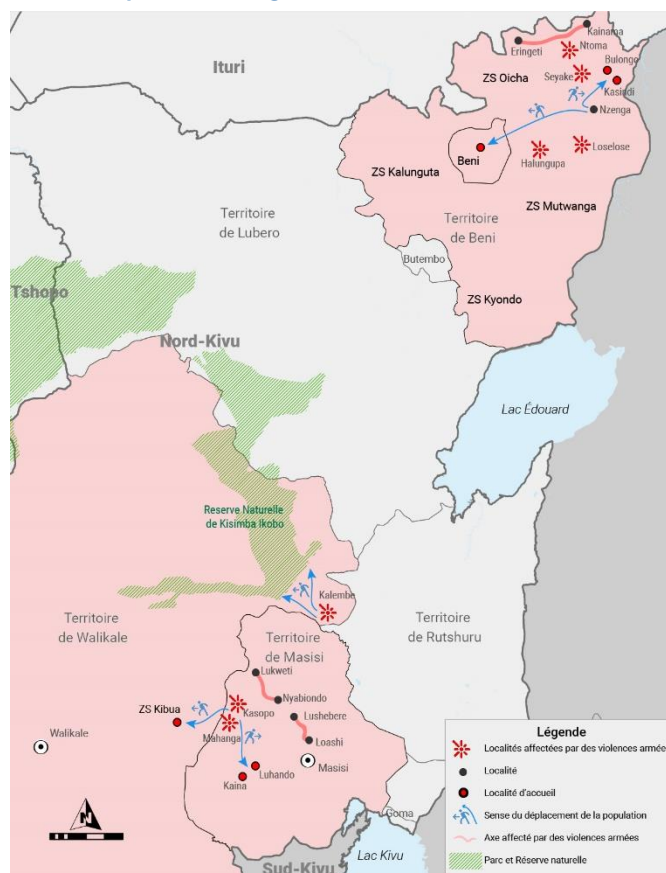 Kainama
Eringeti
Ntoma
Ituri
Bulongo
ZS Oicha
Seyake
Kasindi
Nzenga
Beni
Loselose
Halungupa
ZS Kalunguta
ZS Mutwanga
Territoire
de Lubero
Territoire
de Beni
Butembo
Tshopo
ZS Kyondo
Nord-Kivu
Lac Édouard
Reserve Naturelle
de Kisimba Ikobo
Kalembe
Territoire
de Walikale
Territoire
de Rutshuru
Territoire
de Masisi
Lukweti
ZS Kibua
Nyabiondo
Kasopo
Lushebere
Mahanga
Walikale
Loashi
Luhando
Masisi
Kaina
N
Goma
Sud-Kivu
Lac Kivu
Légende
Localités affectées par des violences armée
Localité
Localité d'accueil
Sense du déplacement de la population
Axe affecté par des violences armées
Parc et Réserve naturelle